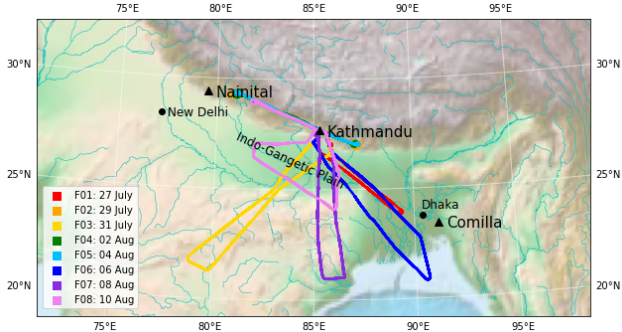 75°E 80°E 85°E 90°E 95°E
30°N 30°N
Nainital
New Delhi
Kathmandu
Indo-Gangetic Plain
25°N 25°N
F01: 27 July
F02: 29 July
F03: 31 July
F04: 02 Aug
F05: 04 Aug
F06: 06 Aug
F07: 08 Aug
F08: 10 Aug
Dhaka
Comilla
20°N 20°N
75°E 80°E 85°E 90°E 95°E